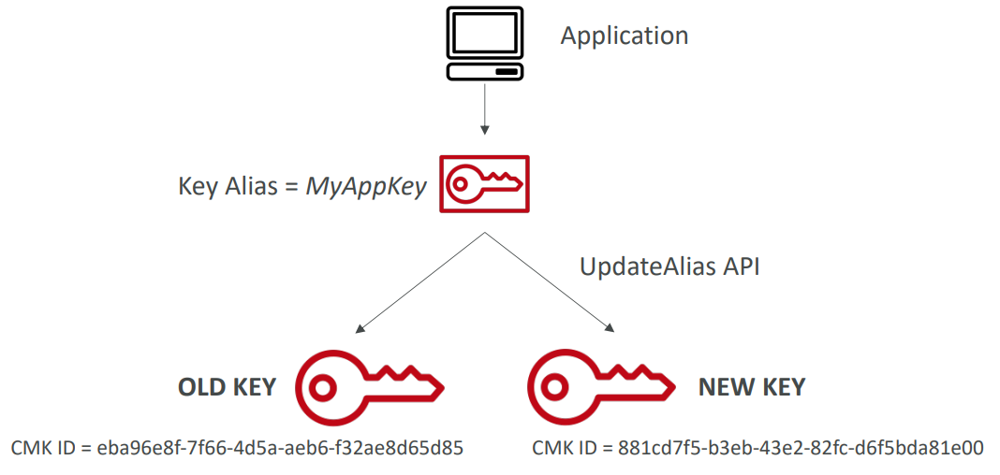 Application
Key Alias = MyAppKey
UpdateAlias API
OLD KEY
NEW KEY
CMK ID = eba96e8f-7f66-4d5a-aeb6-f32ae8d65d85
CMK ID = 881cd7f5-b3eb-43e2-82fc-d6f5bda81e00